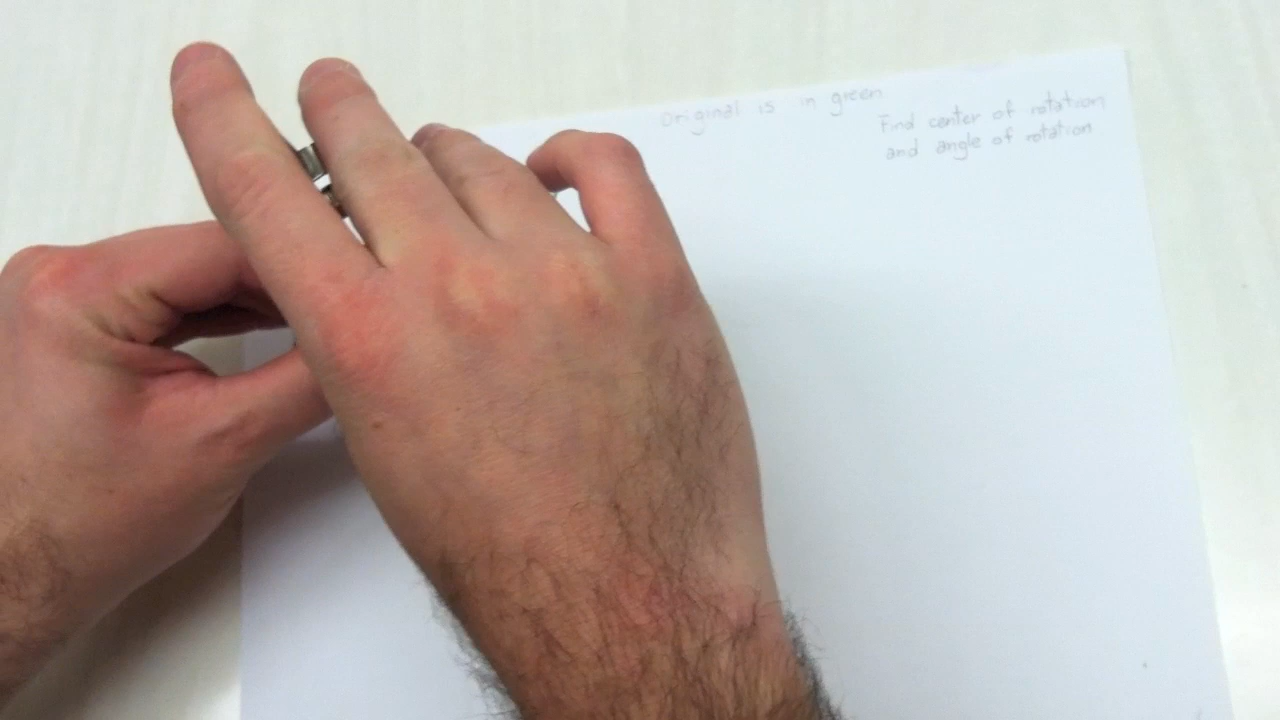 Original is in green
Find center of rotation
and angle of rotation